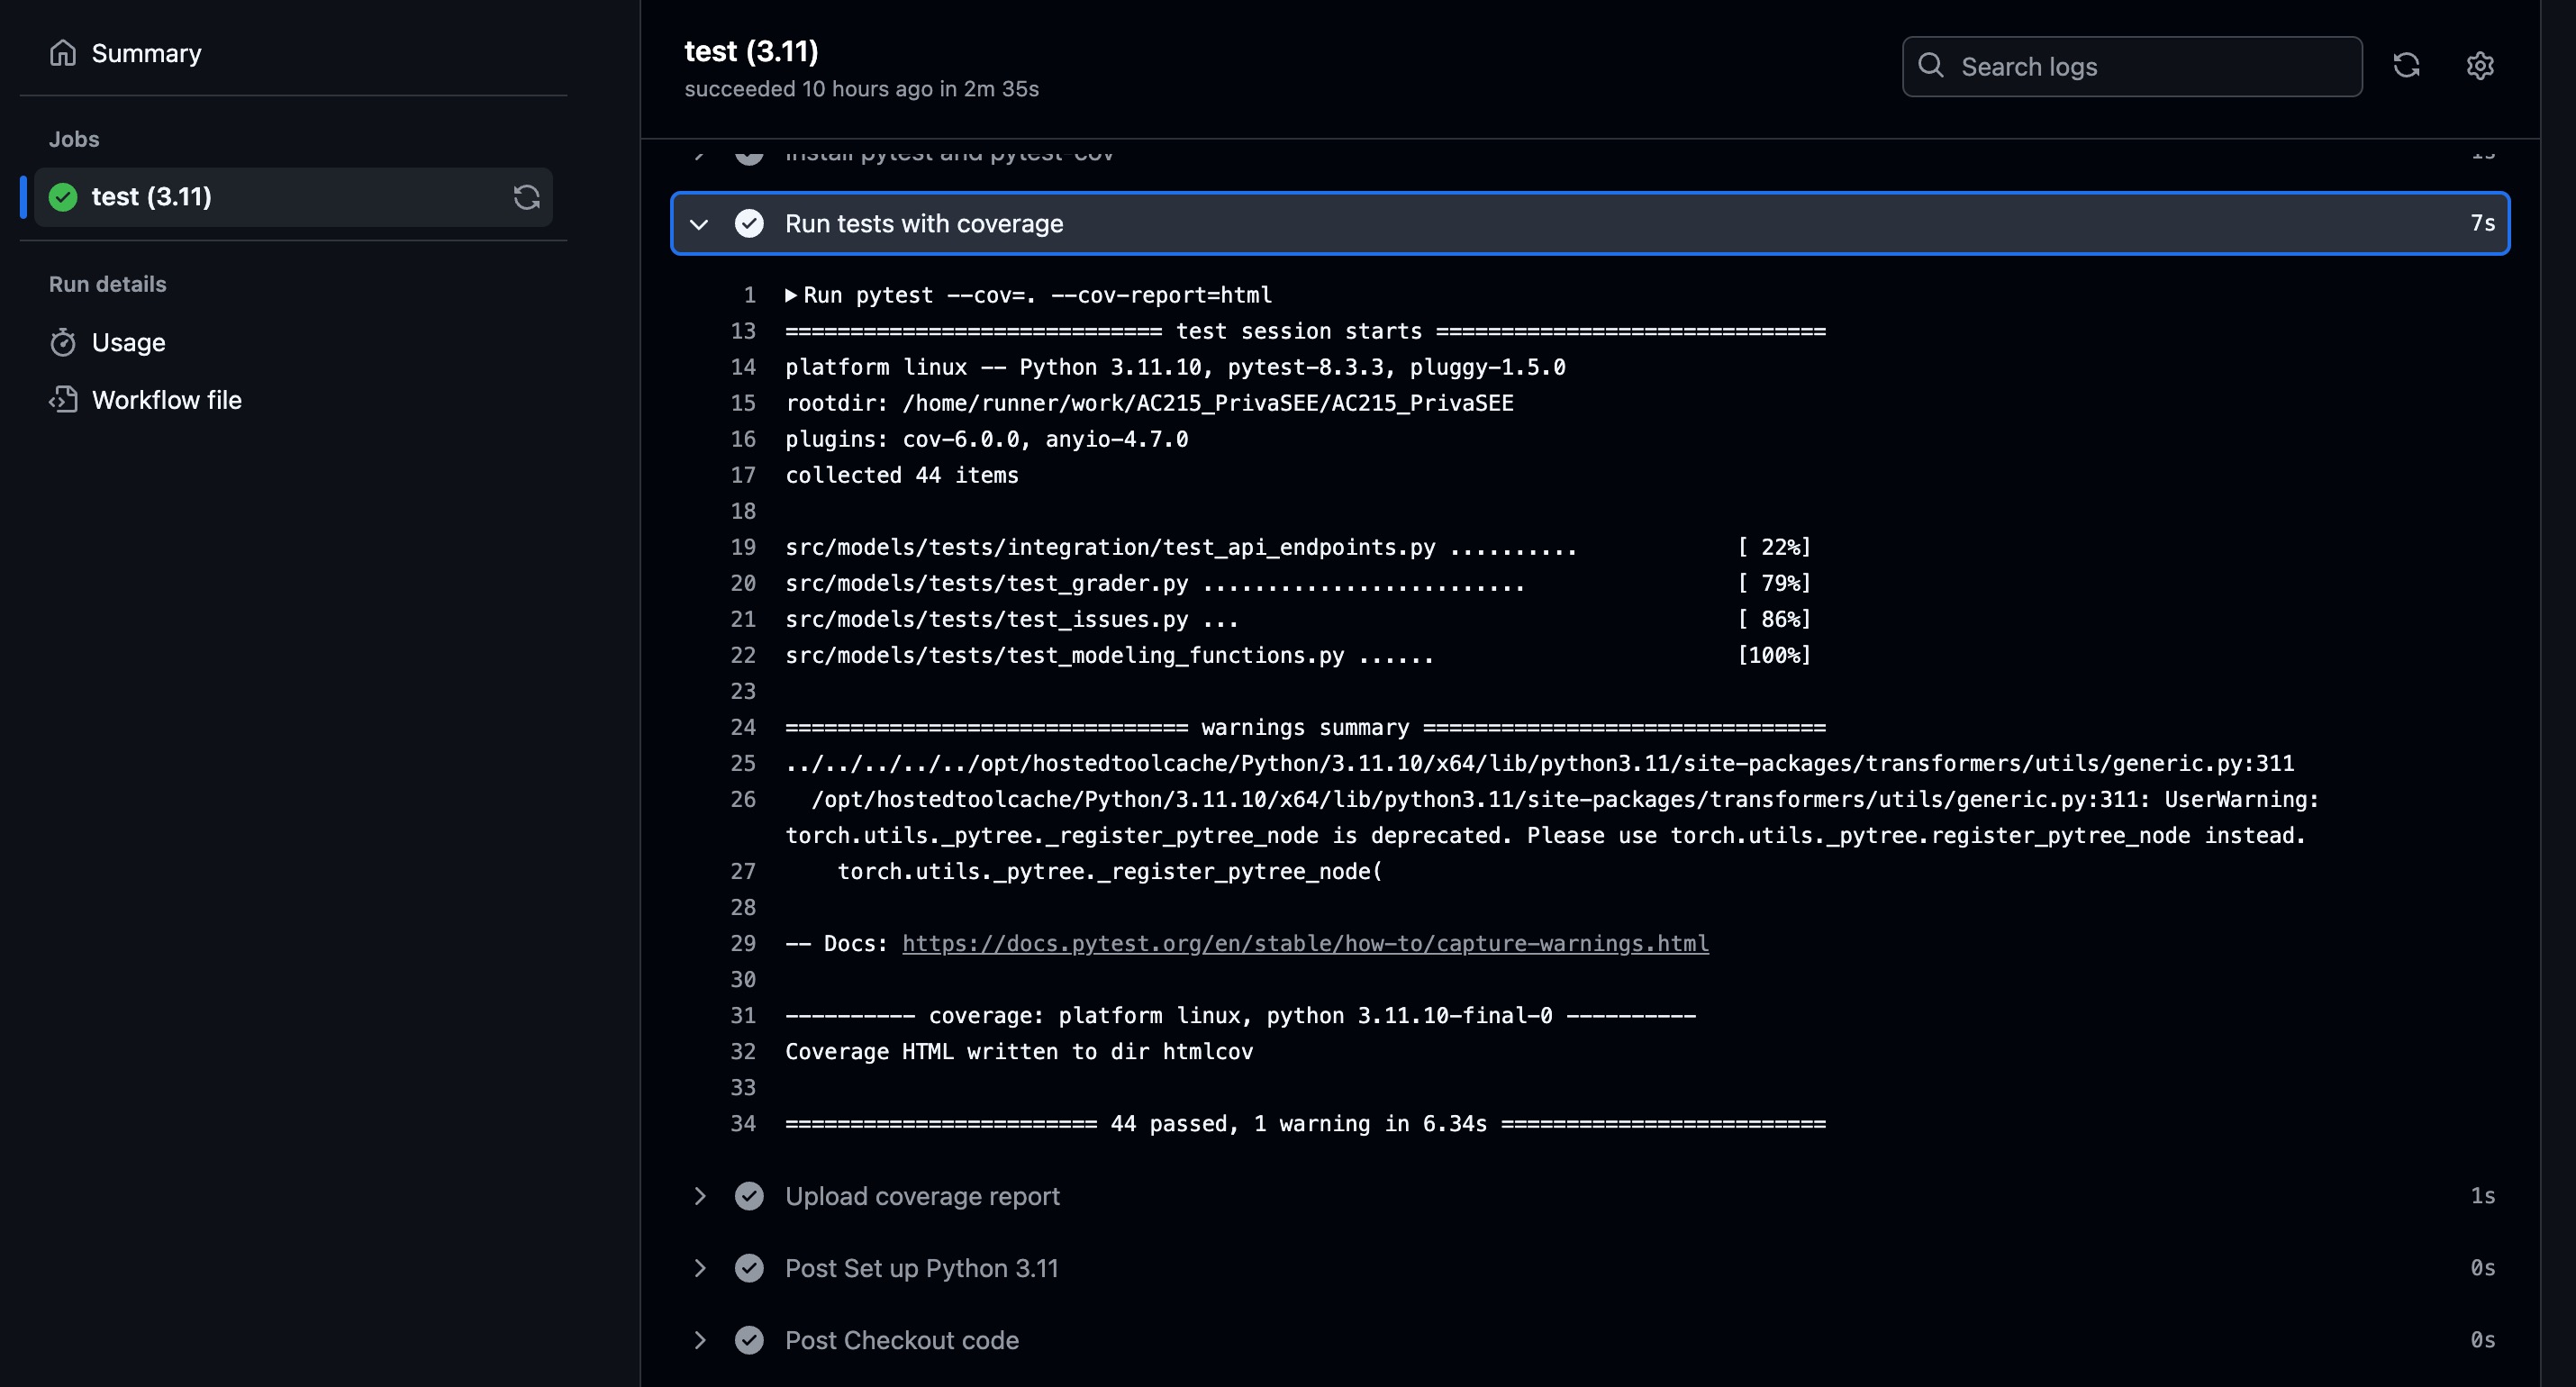 Summary
Jobs
test (3.11)
Run details
Usage
Workflow file
test (3.11)
succeeded 10 hours ago in 2m 35s
Search logs
Install pytest and pytest-cov 1s
Run tests with coverage 7s
1 Run pytest --cov=. --cov-report=html
13 ============================= test session starts ==============================
14 platform linux -- Python 3.11.10, pytest-8.3.3, pluggy-1.5.0
15 rootdir: /home/runner/work/AC215_PrivaSEE/AC215_PrivaSEE
16 plugins: cov-6.0.0, anyio-4.7.0
17 collected 44 items
18
19 src/models/tests/integration/test_api_endpoints.py .......... [ 22%]
20 src/models/tests/test_grader.py ......................... [ 79%]
21 src/models/tests/test_issues.py ... [ 86%]
22 src/models/tests/test_modeling_functions.py ...... [100%]
23
24 =============================== warnings summary ===============================
25 ../../../../../opt/hostedtoolcache/Python/3.11.10/x64/lib/python3.11/site-packages/transformers/utils/generic.py:311
26 /opt/hostedtoolcache/Python/3.11.10/x64/lib/python3.11/site-packages/transformers/utils/generic.py:311: UserWarning:
torch.utils._pytree._register_pytree_node is deprecated. Please use torch.utils._pytree.register_pytree_node instead.
27 torch.utils._pytree._register_pytree_node(
28
29 -- Docs: https://docs.pytest.org/en/stable/how-to/capture-warnings.html
30
31 ---------- coverage: platform linux, python 3.11.10-final-0 ----------
32 Coverage HTML written to dir htmlcov
33
34 ======================== 44 passed, 1 warning in 6.34s =========================
Upload coverage report 1s
Post Set up Python 3.11 0s
Post Checkout code 0s